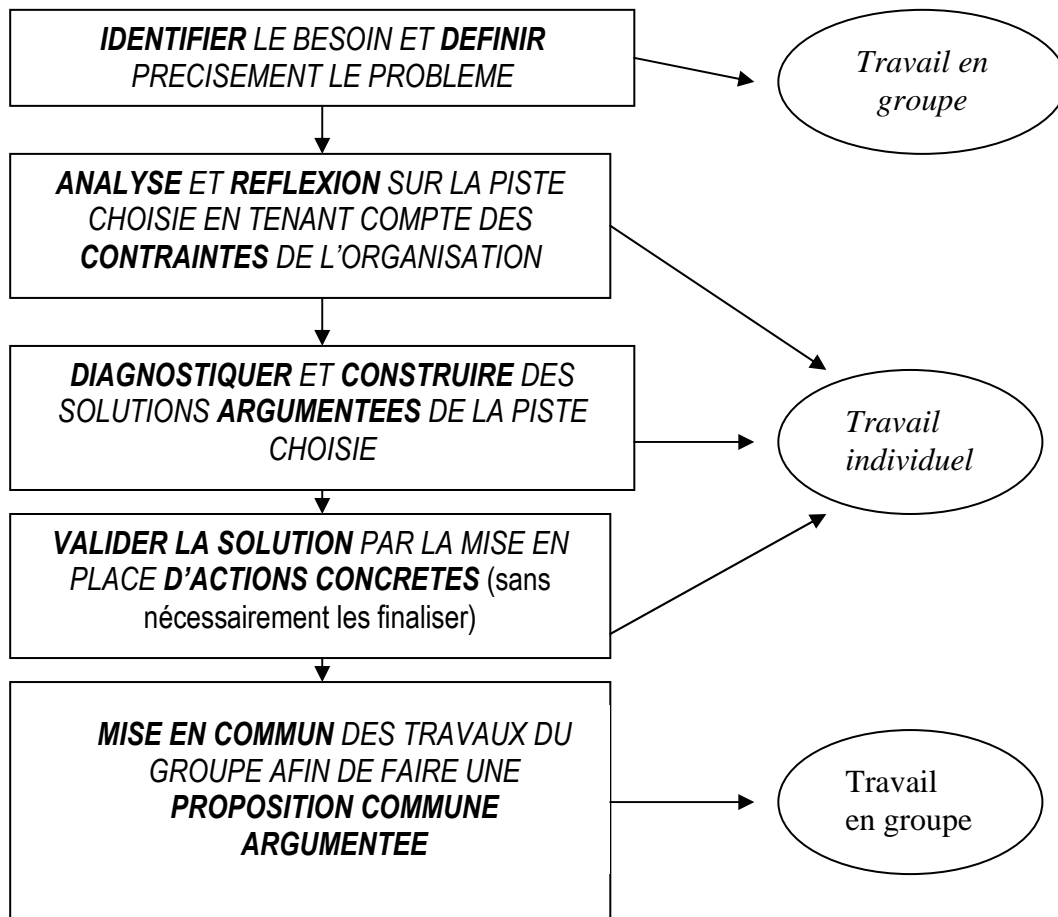 IDENTIFIER LE BESOIN ET DEFINIR
PRECISEMENT LE PROBLEME
Travail en
groupe
ANALYSE ET REFLEXION SUR LA PISTE
CHOISIE EN TENANT COMPTE DES
CONTRAINTES DE L’ORGANISATION
DIAGNOSTIQUER ET CONSTRUIRE DES
SOLUTIONS ARGUMENTEES DE LA PISTE
CHOISIE
Travail
individuel
VALIDER LA SOLUTION PAR LA MISE EN
PLACE D’ACTIONS CONCRETES (sans
nécessairement les finaliser)
MISE EN COMMUN DES TRAVAUX DU
GROUPE AFIN DE FAIRE UNE
PROPOSITION COMMUNE
ARGUMENTEE
Travail
en groupe